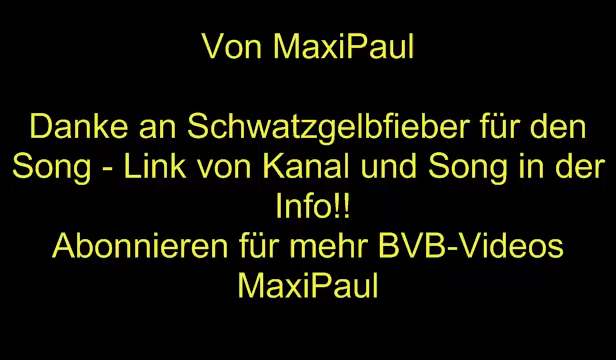 Von MaxiPaul
Danke an Schwatzgelbfieber für den
Song - Link von Kanal und Song in der
Info!!
Abonnieren für mehr BVB-Videos
MaxiPaul